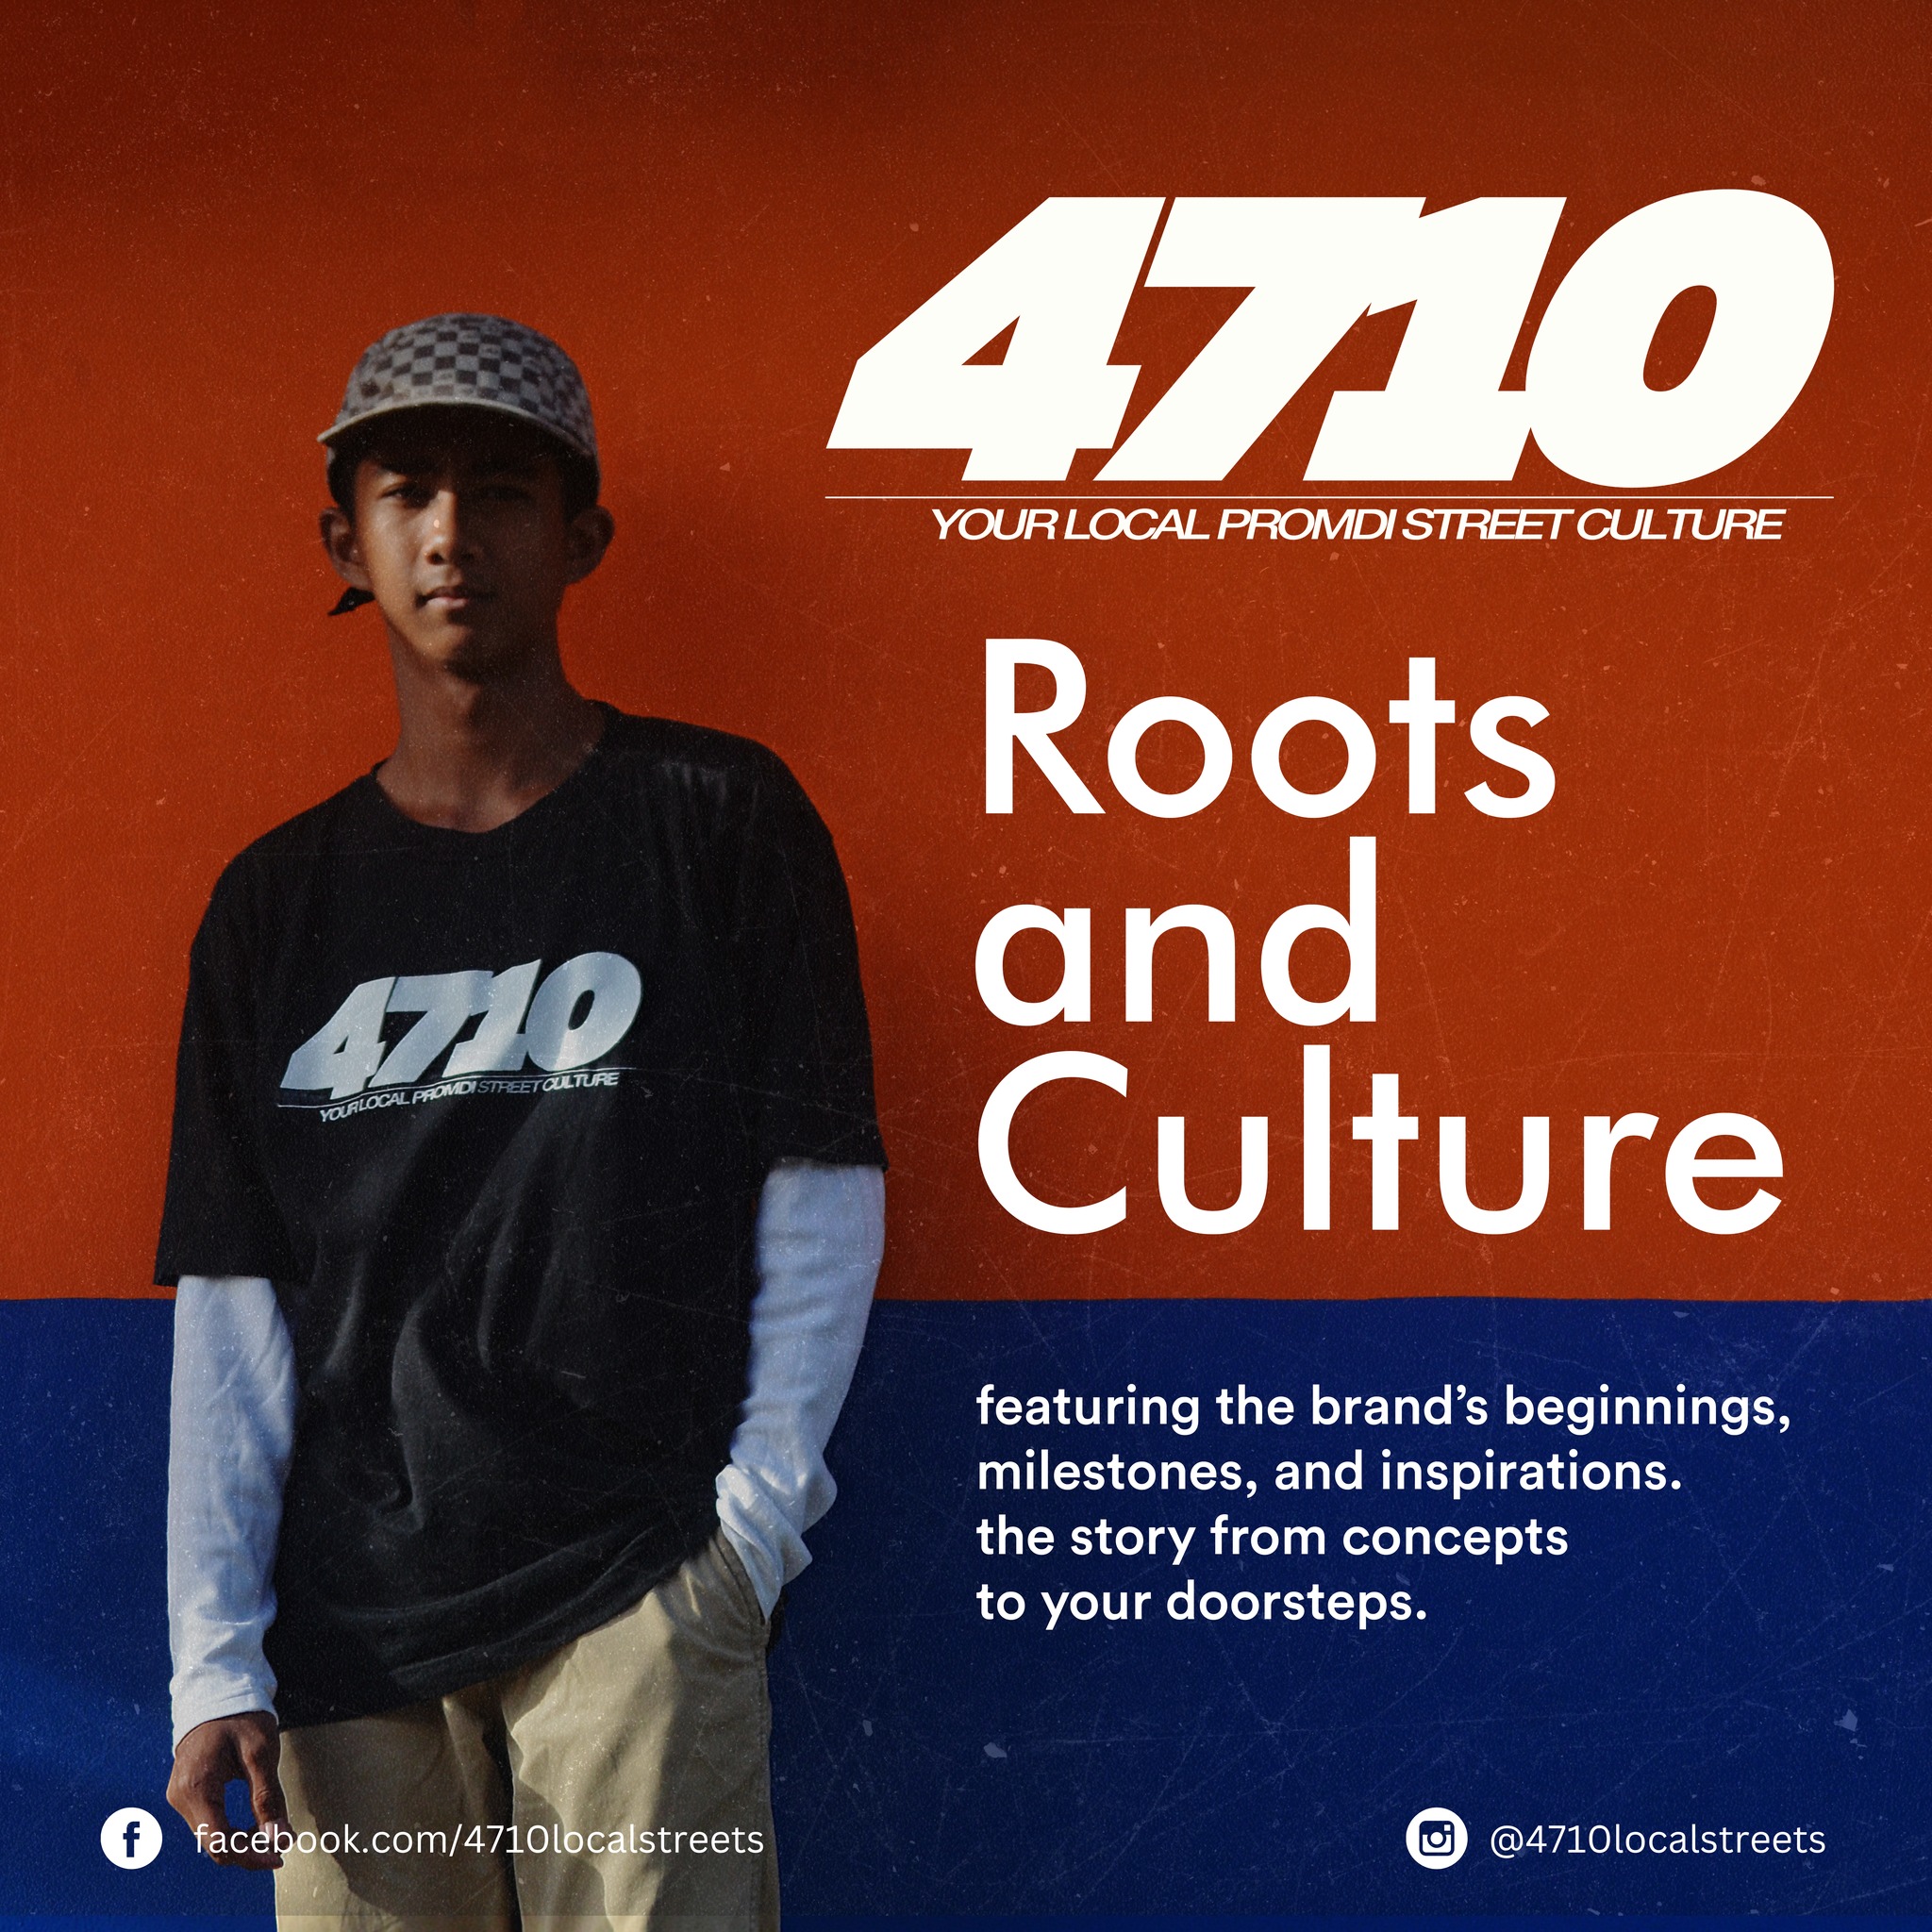 4710
YOUR LOCAL PROMDI STREET CULTURE
Roots
and
Culture
4710
YOUR LOCAL PROMDI STREET CULTURE
featuring the brand’s beginnings,
milestones, and inspirations.
the story from concepts
to your doorsteps.
facebook.com/4710localstreets
@4710localstreets